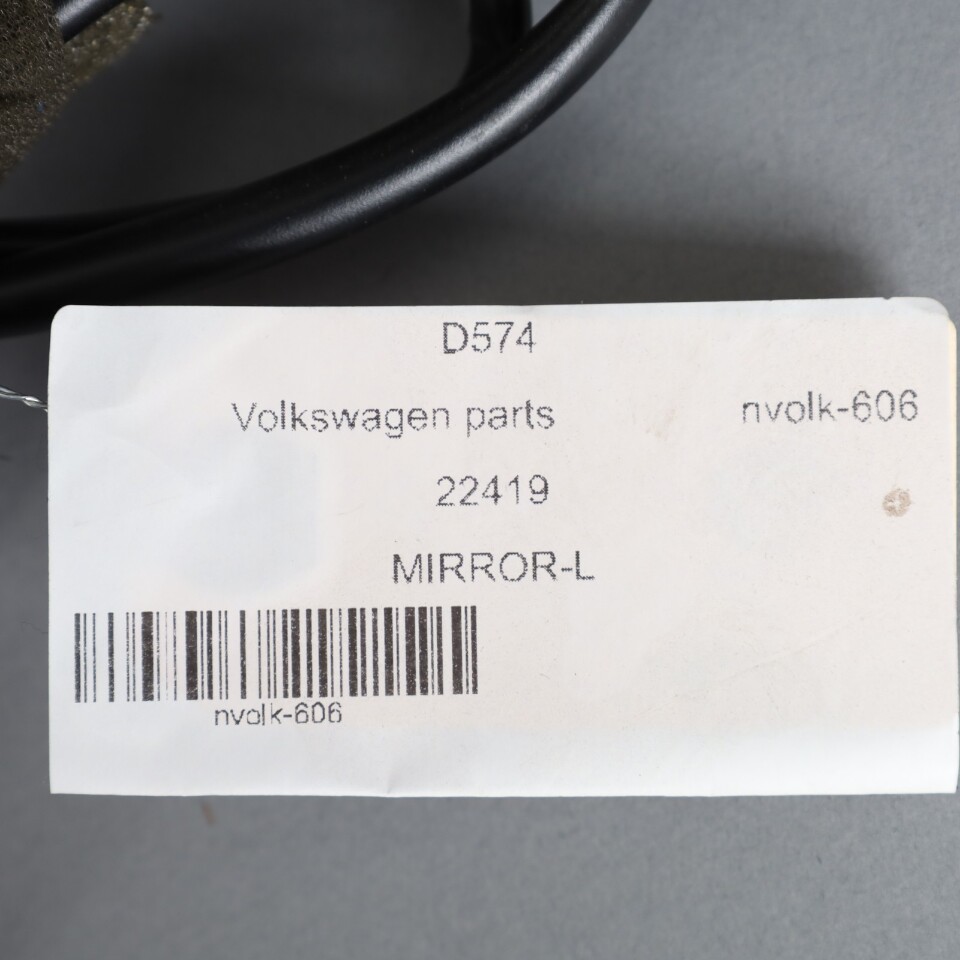 D574
Volkswagen parts nvolk-606
22419
MIRROR-L
nvolk-606